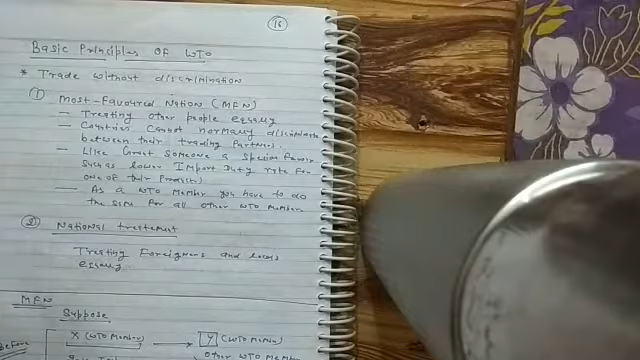 16
Basic Principles OF WTO
* Trade without discrimination
① Most-Favoured Nation (MFN)
— Treating other people equally
— Countries cannot normally discriminate
between their trading Partners.
— Like Grant someone a special favour
Such as lower Import duty rate for
one of their Products)
— As a WTO Member you have to do
the same for all other WTO Members
② National treatement
Treating Foreigners and locals
equally
MFN
Suppose
Before
X (WTO Member) → Y (WTO Member)
other WTO Member